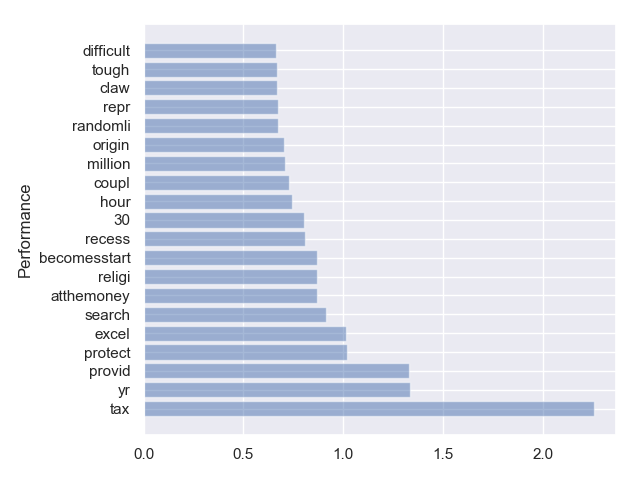 difficult
tough
claw
repr
randomli
origin
million
coupl
hour
30
recess
becomesstart
religi
atthemoney
search
excel
protect
provid
yr
tax
Performance
0.0 0.5 1.0 1.5 2.0